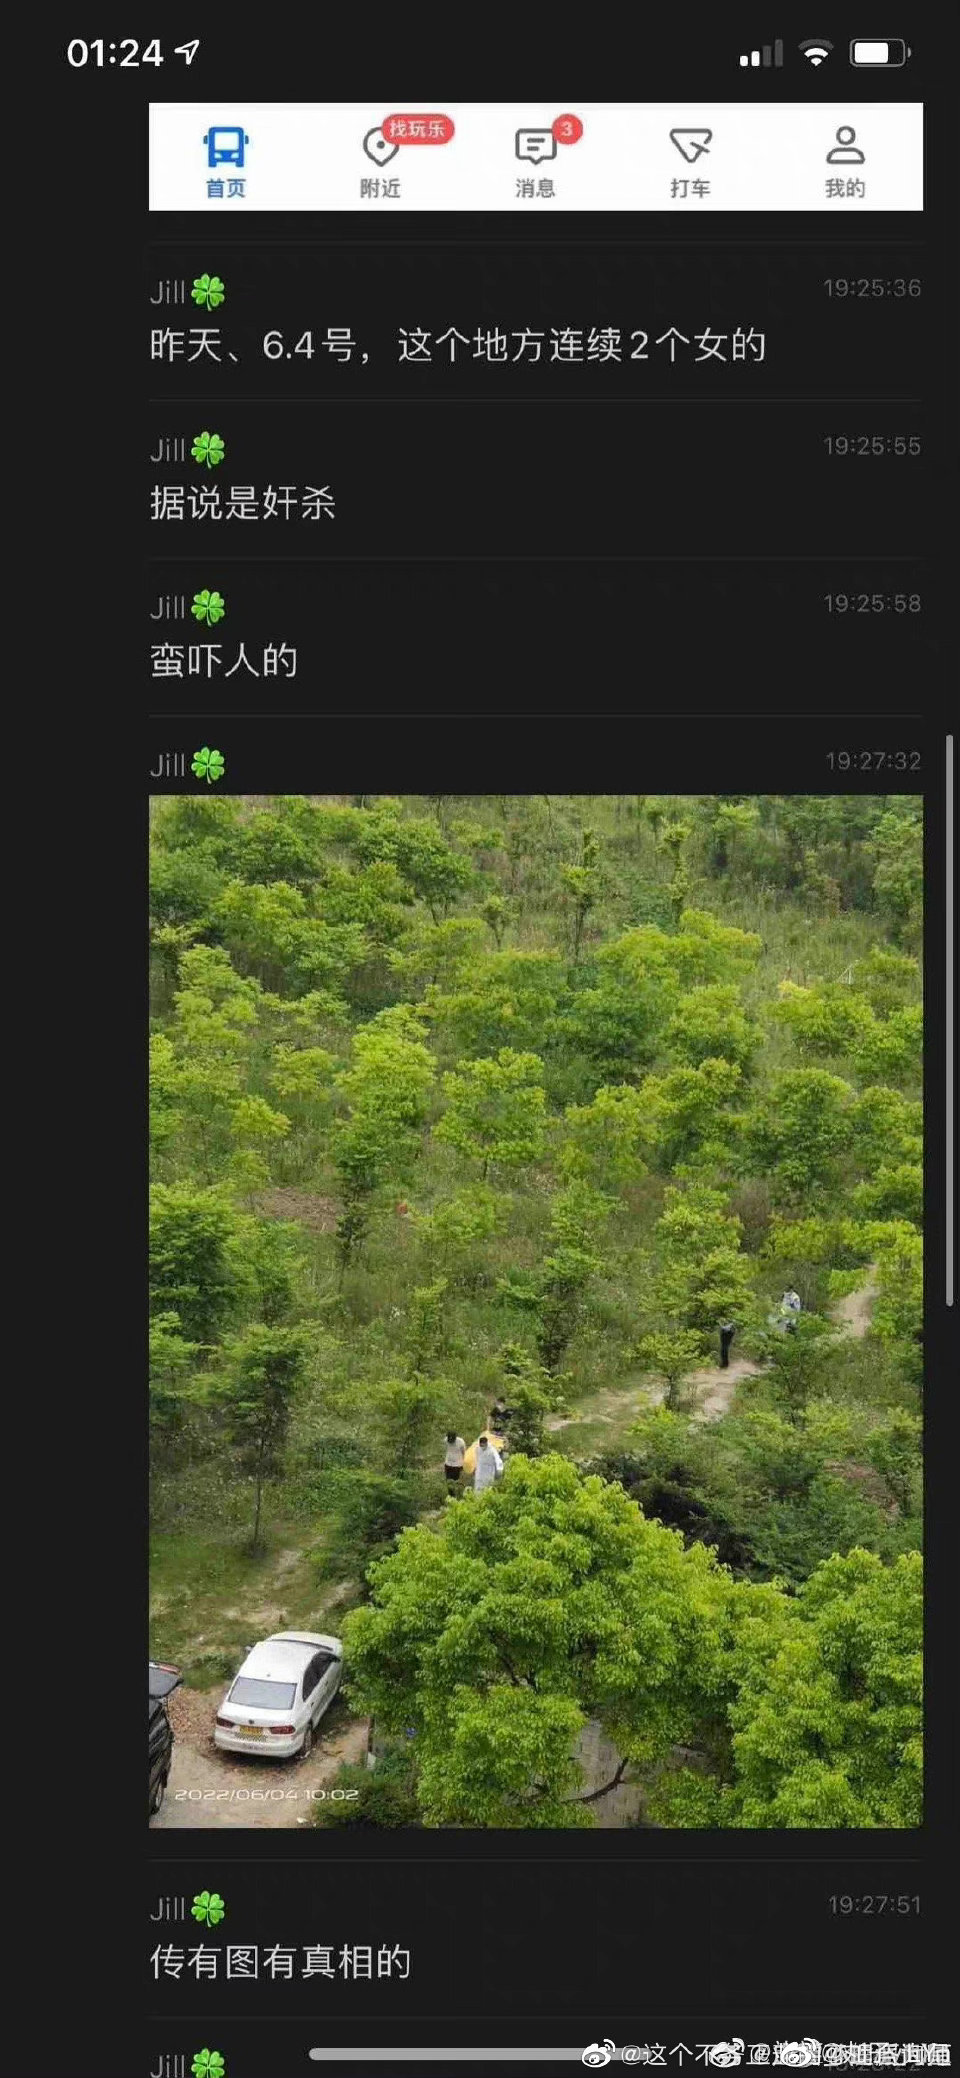 01:24
找玩乐
3
首页
附近
消息
打车
我的
Jill🍀
19:25:36
昨天、6.4号，这个地方连续2个女的
Jill🍀
19:25:55
据说是奸杀
Jill🍀
19:25:58
蛮吓人的
Jill🍀
19:27:32
2022/06/04 10:02
Jill🍀
19:27:51
传有图有真相的
Jill🍀
@这个不